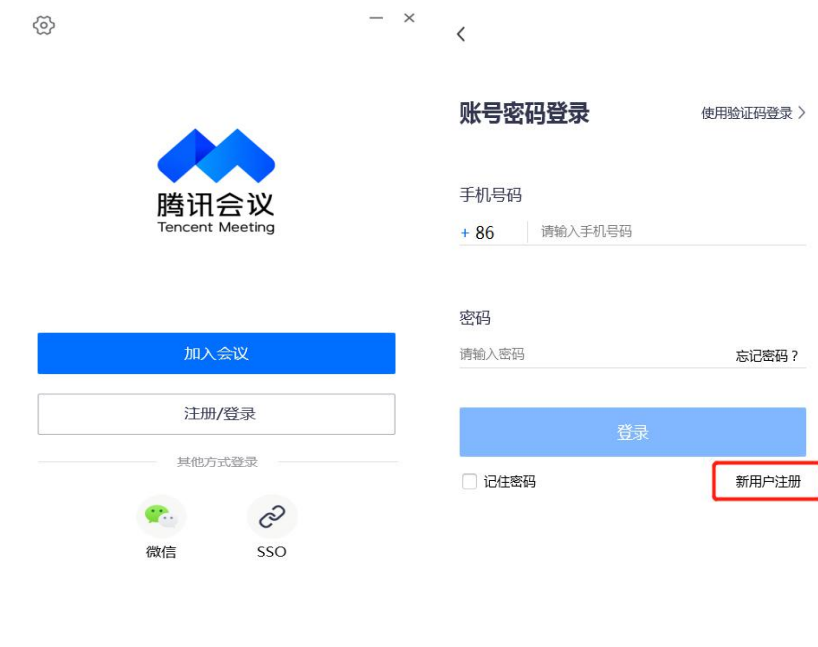 腾讯会议
Tencent Meeting
加入会议
注册/登录
其他方式登录
微信
SSO
账号密码登录
使用验证码登录
手机号码
+ 86
请输入手机号码
密码
请输入密码
忘记密码？
登录
记住密码
新用户注册